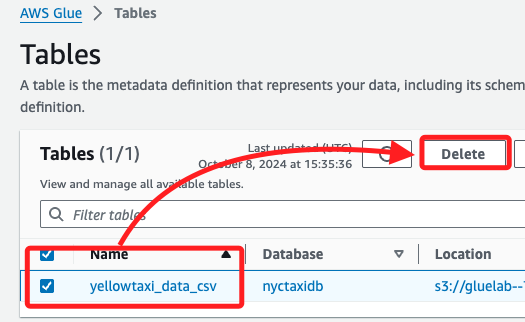 AWS Glue > Tables
Tables
A table is the metadata definition that represents your data, including its schem
definition.
Tables (1/1)
Last updated (UTC)
October 8, 2024 at 15:35:36
Delete
View and manage all available tables.
Filter tables
Name Database Location
yellowtaxi_data_csv nyctaxidb s3://gluelab--